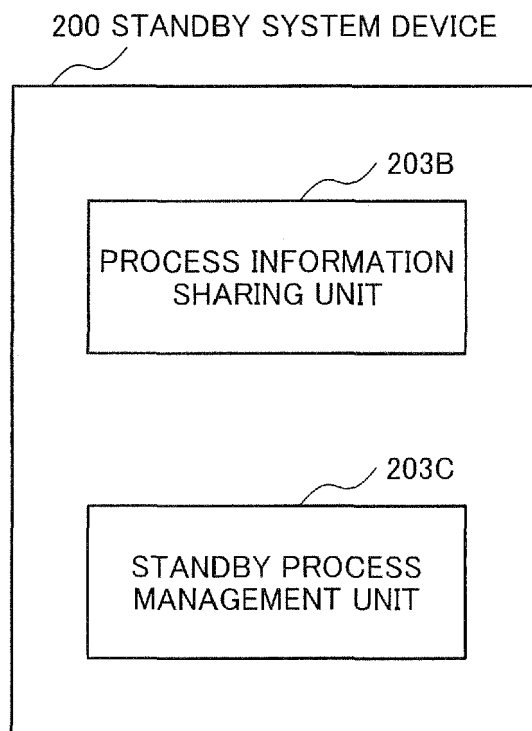 200 STANDBY SYSTEM DEVICE
203B
PROCESS INFORMATION
SHARING UNIT
203C
STANDBY PROCESS
MANAGEMENT UNIT